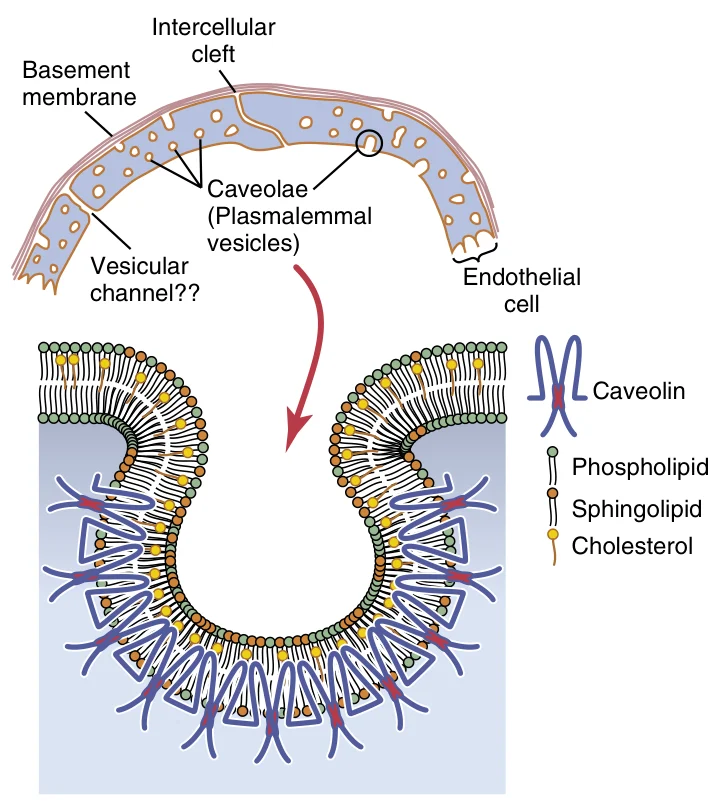 Intercellular
cleft
Basement
membrane
Caveolae
(Plasmalemmal
vesicles)
Vesicular
channel??
Endothelial
cell
Caveolin
Phospholipid
Sphingolipid
Cholesterol